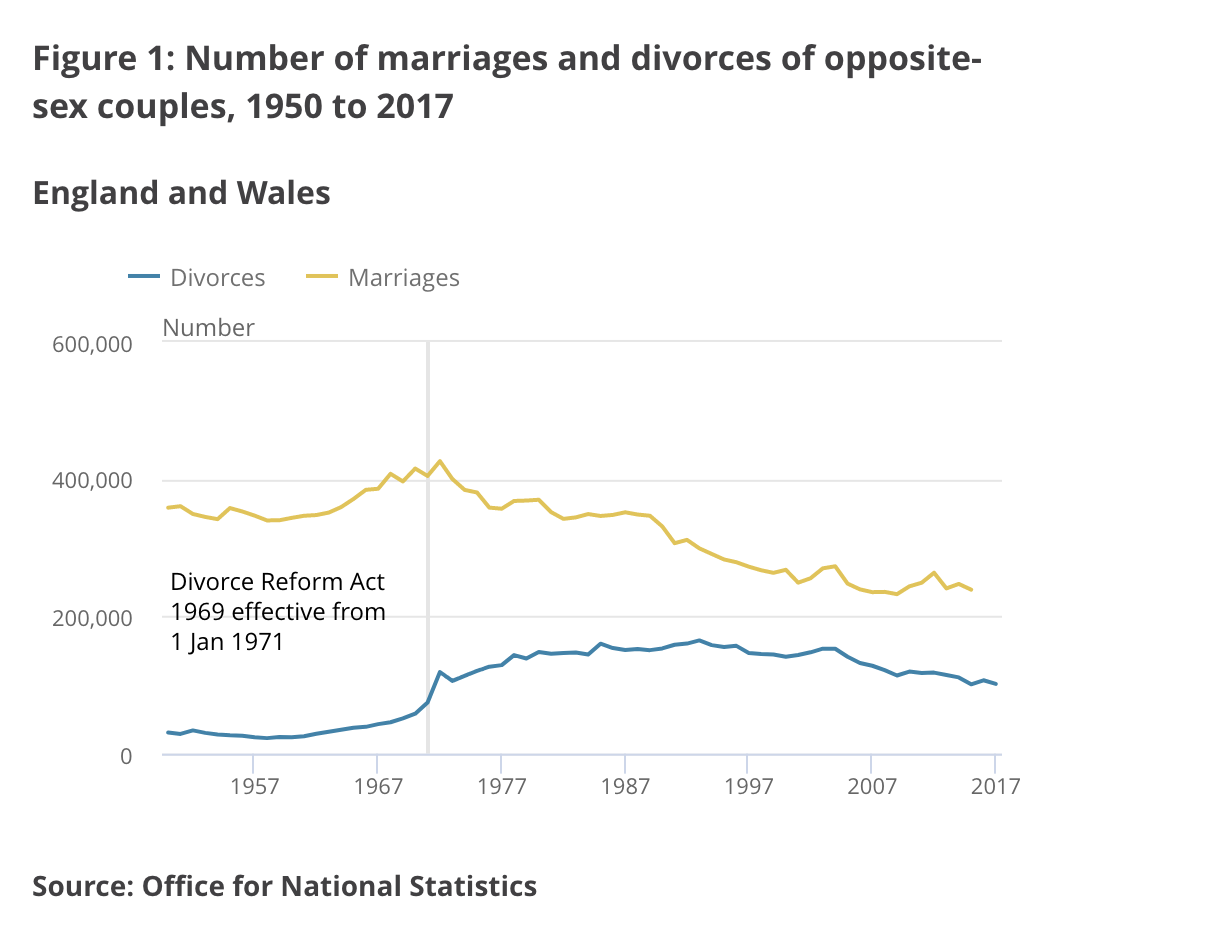 Figure 1: Number of marriages and divorces of opposite-
sex couples, 1950 to 2017
England and Wales
Divorces
Marriages
Number
600,000
400,000
200,000
0
Divorce Reform Act
1969 effective from
1 Jan 1971
1957
1967
1977
1987
1997
2007
2017
Source: Office for National Statistics